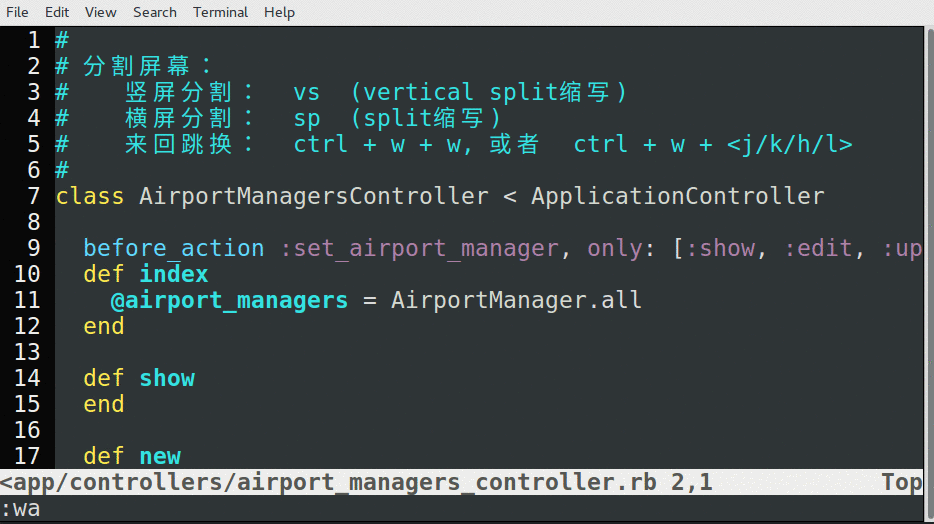 File Edit View Search Terminal Help
1 #
2 # 分割屏幕：
3 #    竖屏分割：  vs  (vertical split缩写)
4 #    横屏分割：  sp  (split缩写)
5 #    来回跳换：  ctrl + w + w, 或者  ctrl + w + <j/k/h/l>
6 #
7 class AirportManagersController < ApplicationController
8
9   before_action :set_airport_manager, only: [:show, :edit, :up
10   def index
11     @airport_managers = AirportManager.all
12   end
13
14   def show
15   end
16
17   def new
<app/controllers/airport_managers_controller.rb 2,1 Top
:wa